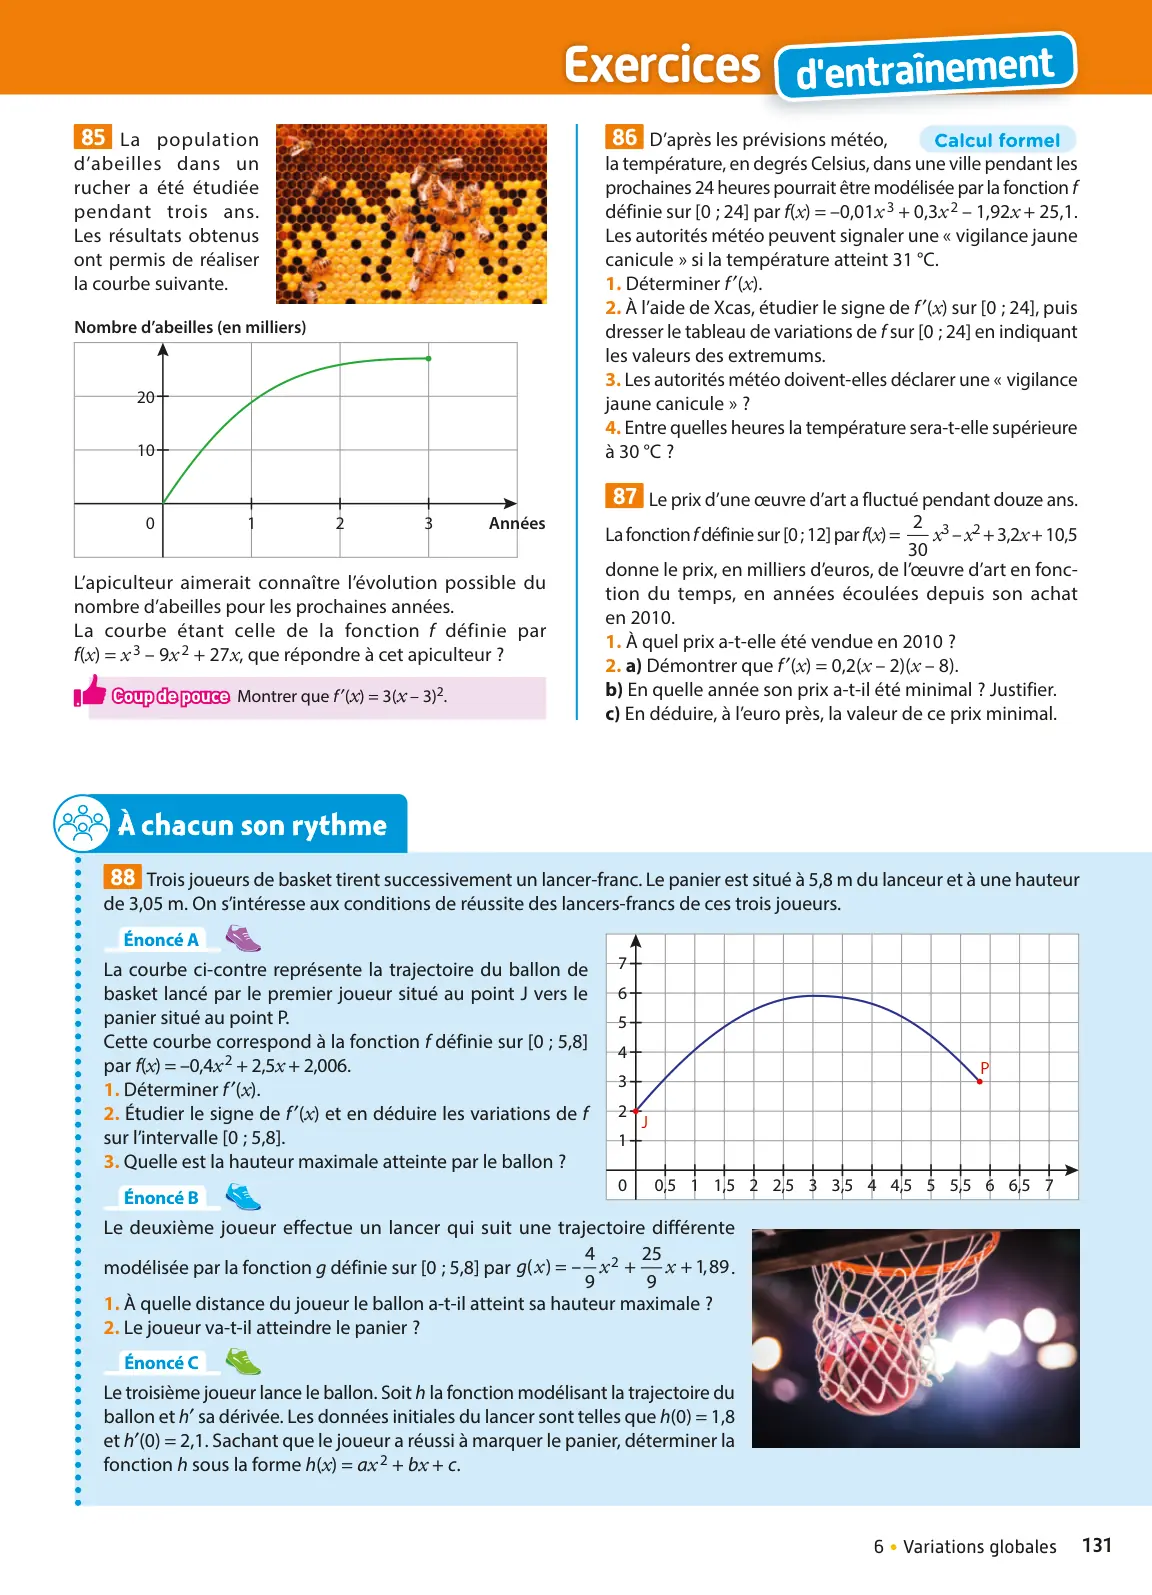 Exercices d'entraînement
85 La population
d’abeilles dans un
rucher a été étudiée
pendant trois ans.
Les résultats obtenus
ont permis de réaliser
la courbe suivante.
Nombre d’abeilles (en milliers)
20
10
0 1 2 3 Années
L’apiculteur aimerait connaître l’évolution possible du
nombre d’abeilles pour les prochaines années.
La courbe étant celle de la fonction f définie par
f(x) = x³ – 9x² + 27x, que répondre à cet apiculteur ?
Coup de pouce Montrer que f ′(x) = 3(x – 3)².
86 D’après les prévisions météo, Calcul formel
la température, en degrés Celsius, dans une ville pendant les
prochaines 24 heures pourrait être modélisée par la fonction f
définie sur [0 ; 24] par f(x) = –0,01x³ + 0,3x² – 1,92x + 25,1.
Les autorités météo peuvent signaler une « vigilance jaune
canicule » si la température atteint 31 °C.
1. Déterminer f ′(x).
2. À l’aide de Xcas, étudier le signe de f ′(x) sur [0 ; 24], puis
dresser le tableau de variations de f sur [0 ; 24] en indiquant
les valeurs des extremums.
3. Les autorités météo doivent-elles déclarer une « vigilance
jaune canicule » ?
4. Entre quelles heures la température sera-t-elle supérieure
à 30 °C ?
87 Le prix d’une œuvre d’art a fluctué pendant douze ans.
La fonction f définie sur [0 ; 12] par f(x) = 2/30 x³ – x² + 3,2x + 10,5
donne le prix, en milliers d’euros, de l’œuvre d’art en fonc-
tion du temps, en années écoulées depuis son achat
en 2010.
1. À quel prix a-t-elle été vendue en 2010 ?
2. a) Démontrer que f ′(x) = 0,2(x – 2)(x – 8).
b) En quelle année son prix a-t-il été minimal ? Justifier.
c) En déduire, à l’euro près, la valeur de ce prix minimal.
À chacun son rythme
88 Trois joueurs de basket tirent successivement un lancer-franc. Le panier est situé à 5,8 m du lanceur et à une hauteur
de 3,05 m. On s’intéresse aux conditions de réussite des lancers-francs de ces trois joueurs.
Énoncé A
La courbe ci-contre représente la trajectoire du ballon de
basket lancé par le premier joueur situé au point J vers le
panier situé au point P.
Cette courbe correspond à la fonction f définie sur [0 ; 5,8]
par f(x) = –0,4x² + 2,5x + 2,006.
1. Déterminer f ′(x).
2. Étudier le signe de f ′(x) et en déduire les variations de f
sur l’intervalle [0 ; 5,8].
3. Quelle est la hauteur maximale atteinte par le ballon ?
7
6
5
4
P
3
2
J
1
0 0,5 1 1,5 2 2,5 3 3,5 4 4,5 5 5,5 6 6,5 7
Énoncé B
Le deuxième joueur effectue un lancer qui suit une trajectoire différente
modélisée par la fonction g définie sur [0 ; 5,8] par g(x) = –4/9 x² + 25/9 x + 1,89.
1. À quelle distance du joueur le ballon a-t-il atteint sa hauteur maximale ?
2. Le joueur va-t-il atteindre le panier ?
Énoncé C
Le troisième joueur lance le ballon. Soit h la fonction modélisant la trajectoire du
ballon et h′ sa dérivée. Les données initiales du lancer sont telles que h(0) = 1,8
et h′(0) = 2,1. Sachant que le joueur a réussi à marquer le panier, déterminer la
fonction h sous la forme h(x) = ax² + bx + c.
6 • Variations globales 131